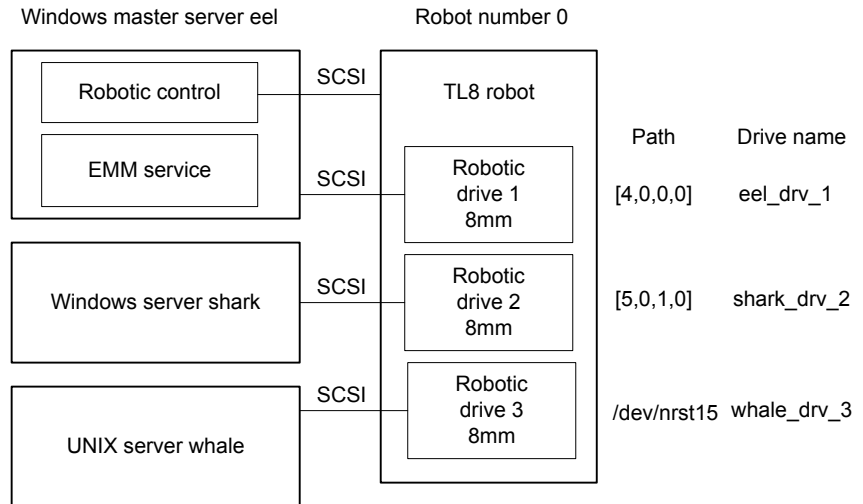 Windows master server eel
Robot number 0
Robotic control
SCSI
TL8 robot
Path
Drive name
EMM service
SCSI
Robotic
drive 1
8mm
[4,0,0,0]
eel_drv_1
Windows server shark
SCSI
Robotic
drive 2
8mm
[5,0,1,0]
shark_drv_2
UNIX server whale
SCSI
Robotic
drive 3
8mm
/dev/nrst15
whale_drv_3